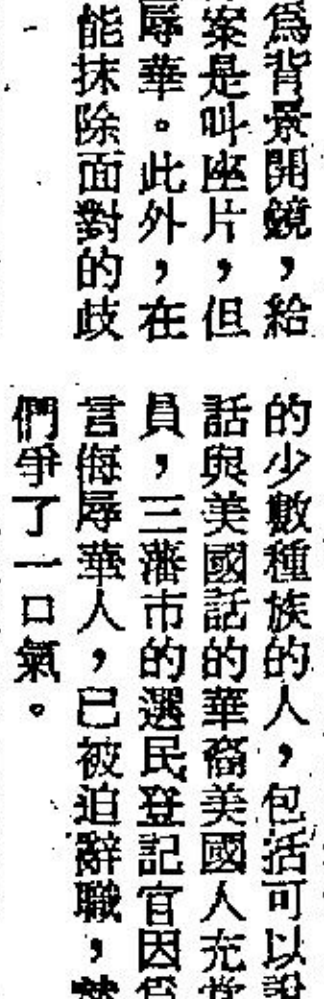 爲背景開鏡，給
案是叫座片，但
辱華。此外，在
能抹除面對的歧
的少數種族的人，包括可以說
話與美國話的華裔美國人充當
員，三藩市的選民登記官因爲
言侮辱華人，已被迫辭職，
們爭了一口氣。